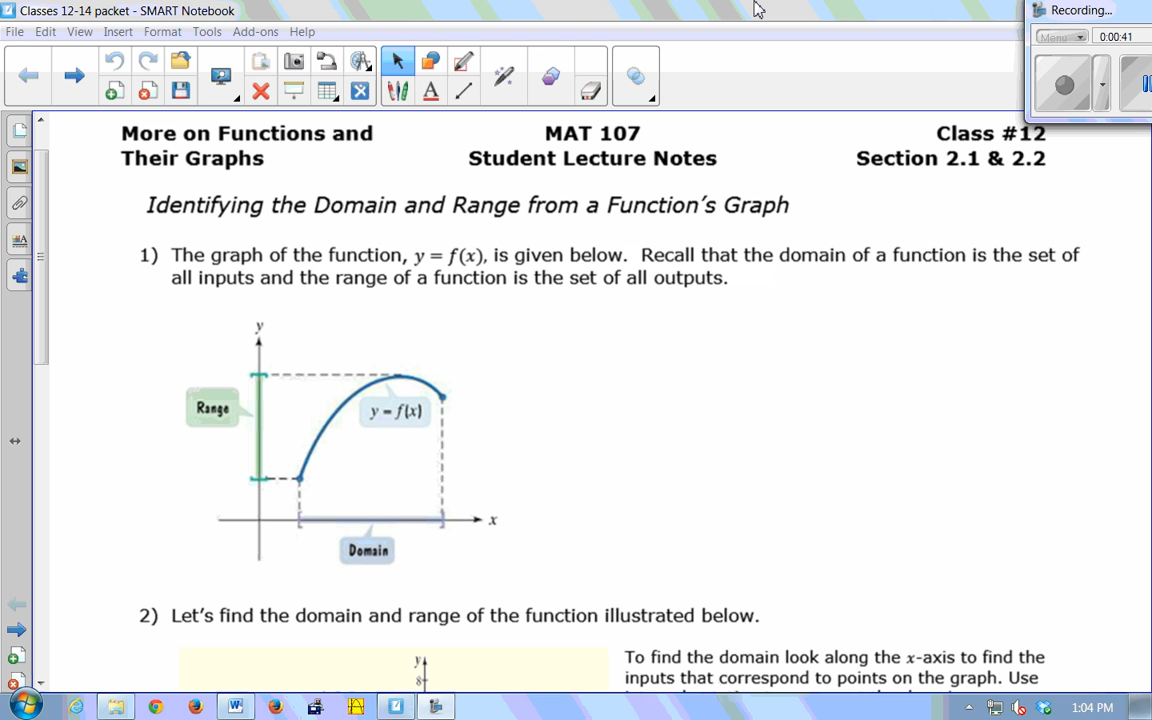 Classes 12-14 packet - SMART Notebook
Recording...
File Edit View Insert Format Tools Add-ons Help
Menu
0:00:41
More on Functions and Their Graphs
MAT 107 Student Lecture Notes
Class #12 Section 2.1 & 2.2
Identifying the Domain and Range from a Function's Graph
1) The graph of the function, y = f(x), is given below. Recall that the domain of a function is the set of
all inputs and the range of a function is the set of all outputs.
y
Range
y = f(x)
x
Domain
2) Let's find the domain and range of the function illustrated below.
y
8
To find the domain look along the x-axis to find the
inputs that correspond to points on the graph. Use
1:04 PM